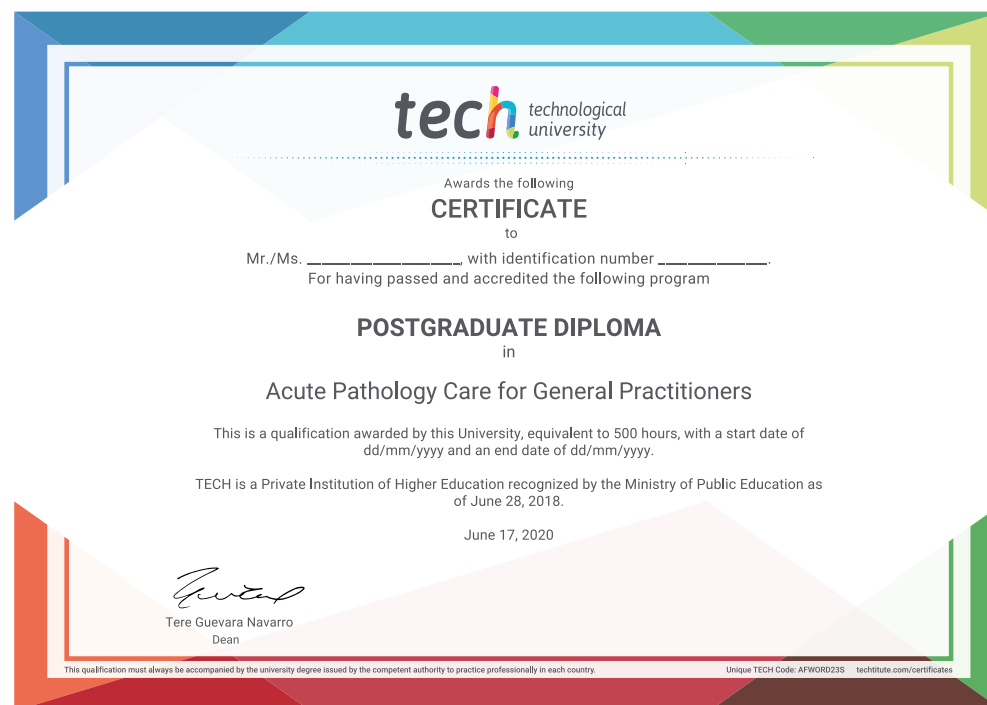 tech technological
university
Awards the following
CERTIFICATE
to
Mr./Ms. ____________________, with identification number ______________.
For having passed and accredited the following program
POSTGRADUATE DIPLOMA
in
Acute Pathology Care for General Practitioners
This is a qualification awarded by this University, equivalent to 500 hours, with a start date of
dd/mm/yyyy and an end date of dd/mm/yyyy.
TECH is a Private Institution of Higher Education recognized by the Ministry of Public Education as
of June 28, 2018.
June 17, 2020
Tere Guevara Navarro
Dean
This qualification must always be accompanied by the university degree issued by the competent authority to practice professionally in each country.
Unique TECH Code: AFWORD23S techtitute.com/certificates